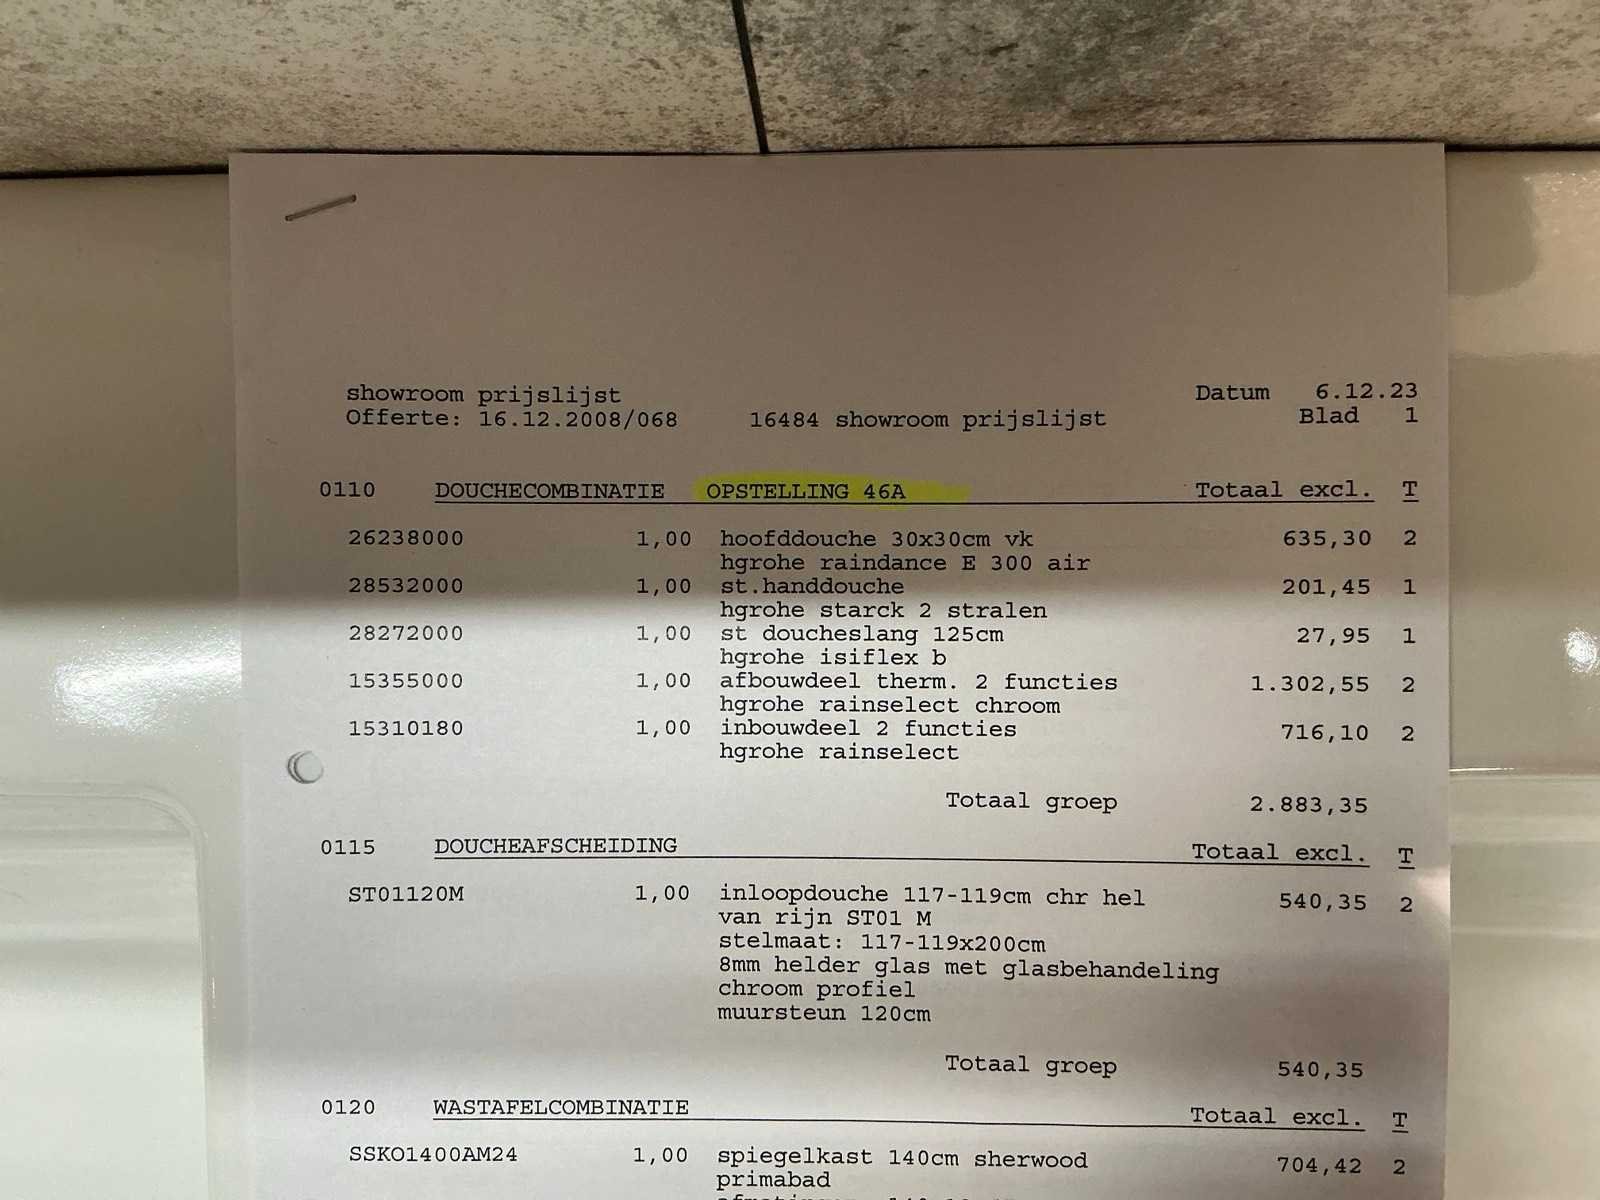 showroom prijslijst Datum 6.12.23
Offerte: 16.12.2008/068 16484 showroom prijslijst Blad 1
0110 DOUCHECOMBINATIE OPSTELLING 46A Totaal excl. T
26238000 1,00 hoofddouche 30x30cm vk 635,30 2
hgrohe raindance E 300 air
28532000 1,00 st.handdouche 201,45 1
hgrohe starck 2 stralen
28272000 1,00 st doucheslang 125cm 27,95 1
hgrohe isiflex b
15355000 1,00 afbouwdeel therm. 2 functies 1.302,55 2
hgrohe rainselect chroom
15310180 1,00 inbouwdeel 2 functies 716,10 2
hgrohe rainselect
Totaal groep 2.883,35
0115 DOUCHEAFSCHEIDING Totaal excl. T
ST01120M 1,00 inloopdouche 117-119cm chr hel 540,35 2
van rijn ST01 M
stelmaat: 117-119x200cm
8mm helder glas met glasbehandeling
chroom profiel
muursteun 120cm
Totaal groep 540,35
0120 WASTAFELCOMBINATIE Totaal excl. T
SSKO1400AM24 1,00 spiegelkast 140cm sherwood 704,42 2
primabad